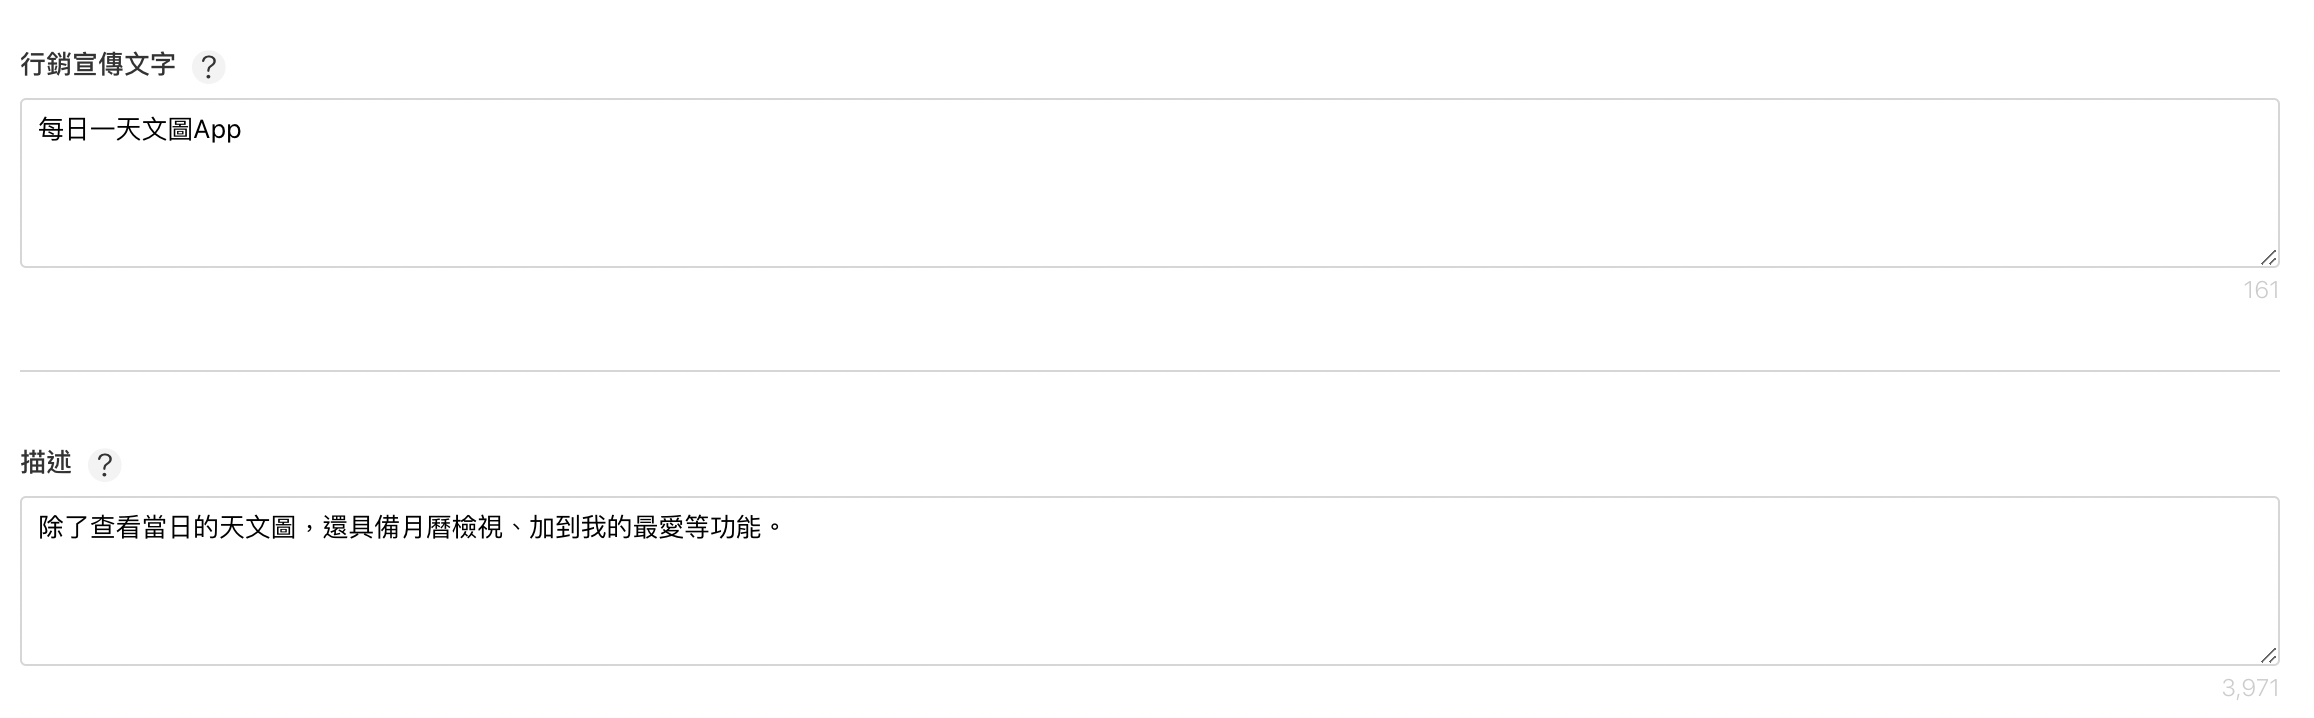 行銷宣傳文字 ?
每日一天文圖App
161
描述 ?
除了查看當日的天文圖，還具備月曆檢視、加到我的最愛等功能。
3,971